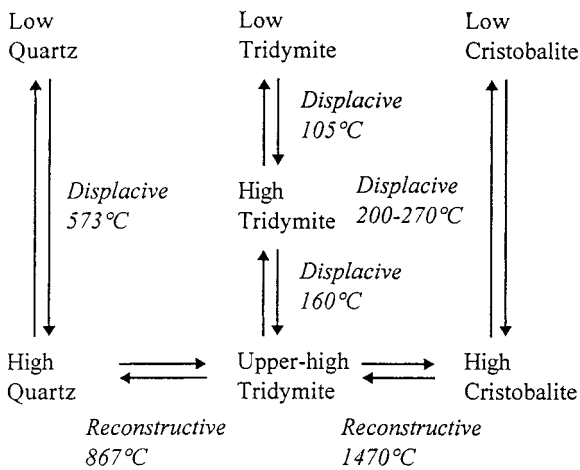 Low
Quartz
Low
Tridymite
Low
Cristobalite
Displacive
105°C
Displacive
573°C
High
Tridymite
Displacive
200-270°C
Displacive
160°C
High
Quartz
Upper-high
Tridymite
High
Cristobalite
Reconstructive
867°C
Reconstructive
1470°C